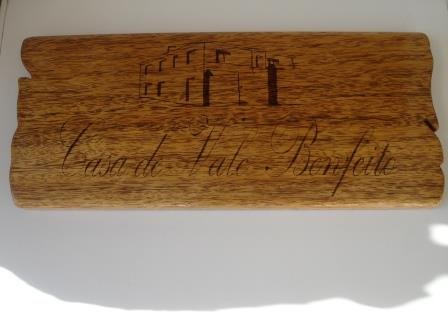 Casa de Vale Benfeito